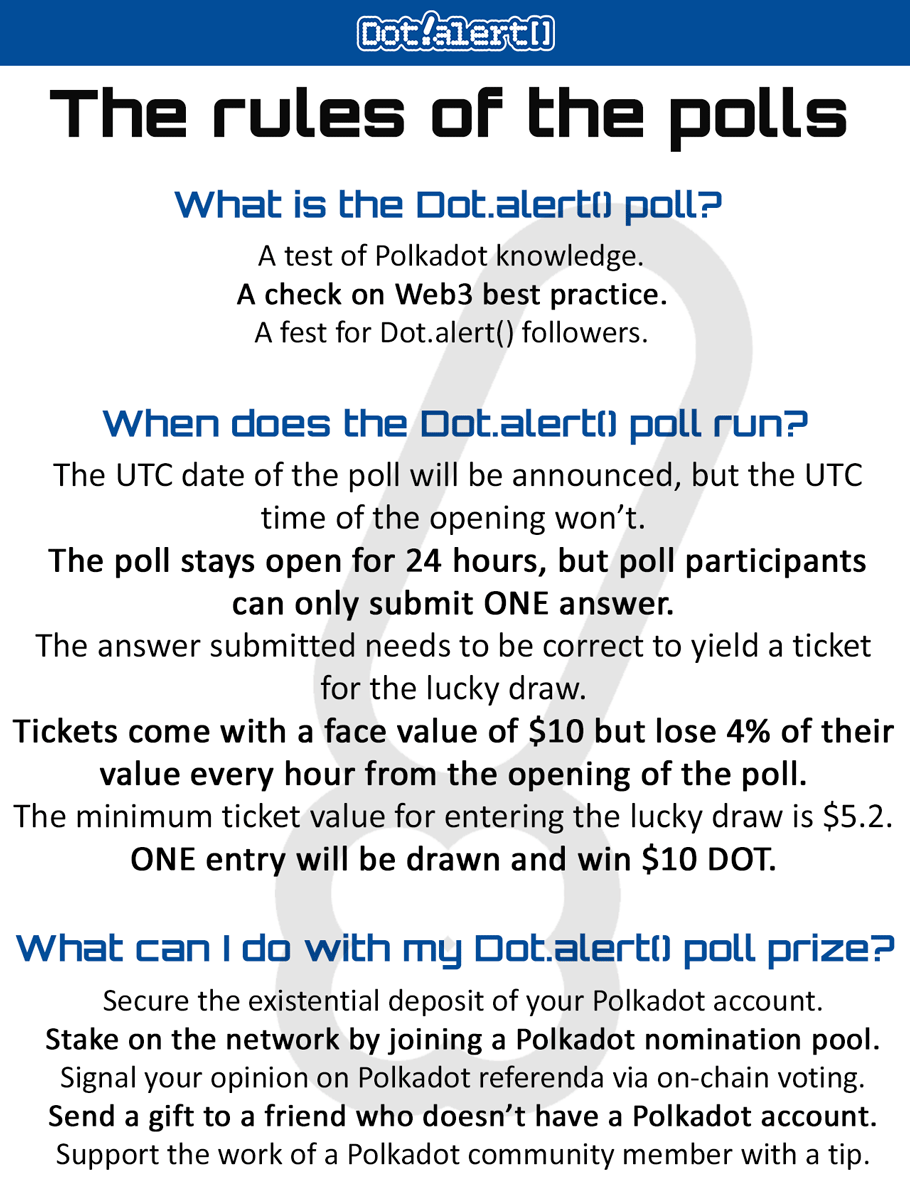 Dot!alert()
The rules of the polls
What is the Dot.alert() poll?
A test of Polkadot knowledge.
A check on Web3 best practice.
A fest for Dot.alert() followers.
When does the Dot.alert() poll run?
The UTC date of the poll will be announced, but the UTC
time of the opening won’t.
The poll stays open for 24 hours, but poll participants
can only submit ONE answer.
The answer submitted needs to be correct to yield a ticket
for the lucky draw.
Tickets come with a face value of $10 but lose 4% of their
value every hour from the opening of the poll.
The minimum ticket value for entering the lucky draw is $5.2.
ONE entry will be drawn and win $10 DOT.
What can I do with my Dot.alert() poll prize?
Secure the existential deposit of your Polkadot account.
Stake on the network by joining a Polkadot nomination pool.
Signal your opinion on Polkadot referenda via on-chain voting.
Send a gift to a friend who doesn’t have a Polkadot account.
Support the work of a Polkadot community member with a tip.